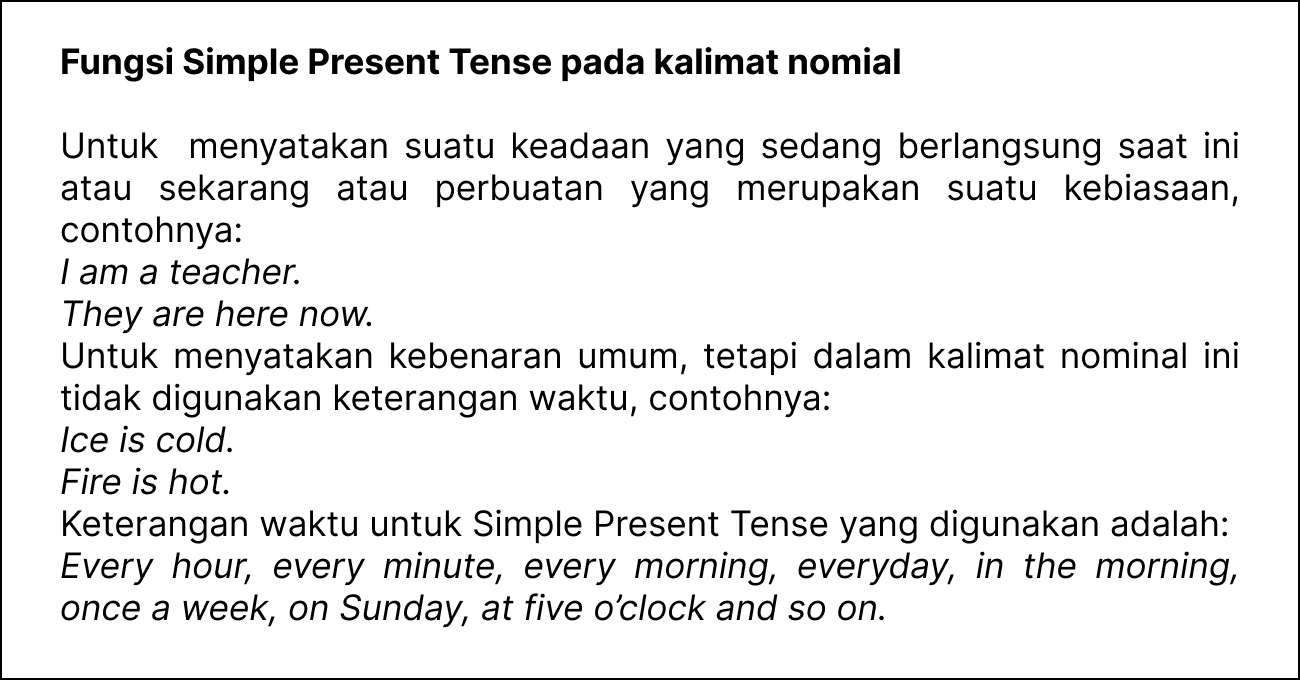 Fungsi Simple Present Tense pada kalimat nomial
Untuk menyatakan suatu keadaan yang sedang berlangsung saat ini
atau sekarang atau perbuatan yang merupakan suatu kebiasaan,
contohnya:
I am a teacher.
They are here now.
Untuk menyatakan kebenaran umum, tetapi dalam kalimat nominal ini
tidak digunakan keterangan waktu, contohnya:
Ice is cold.
Fire is hot.
Keterangan waktu untuk Simple Present Tense yang digunakan adalah:
Every hour, every minute, every morning, everyday, in the morning,
once a week, on Sunday, at five o’clock and so on.